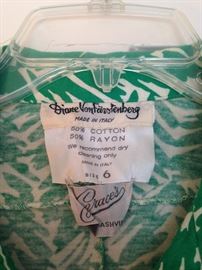 Diane Von Furstenberg
MADE IN ITALY
50% COTTON
50% RAYON
We recommend dry
cleaning only
MADE IN ITALY
size 6
Grace's
NASHVI